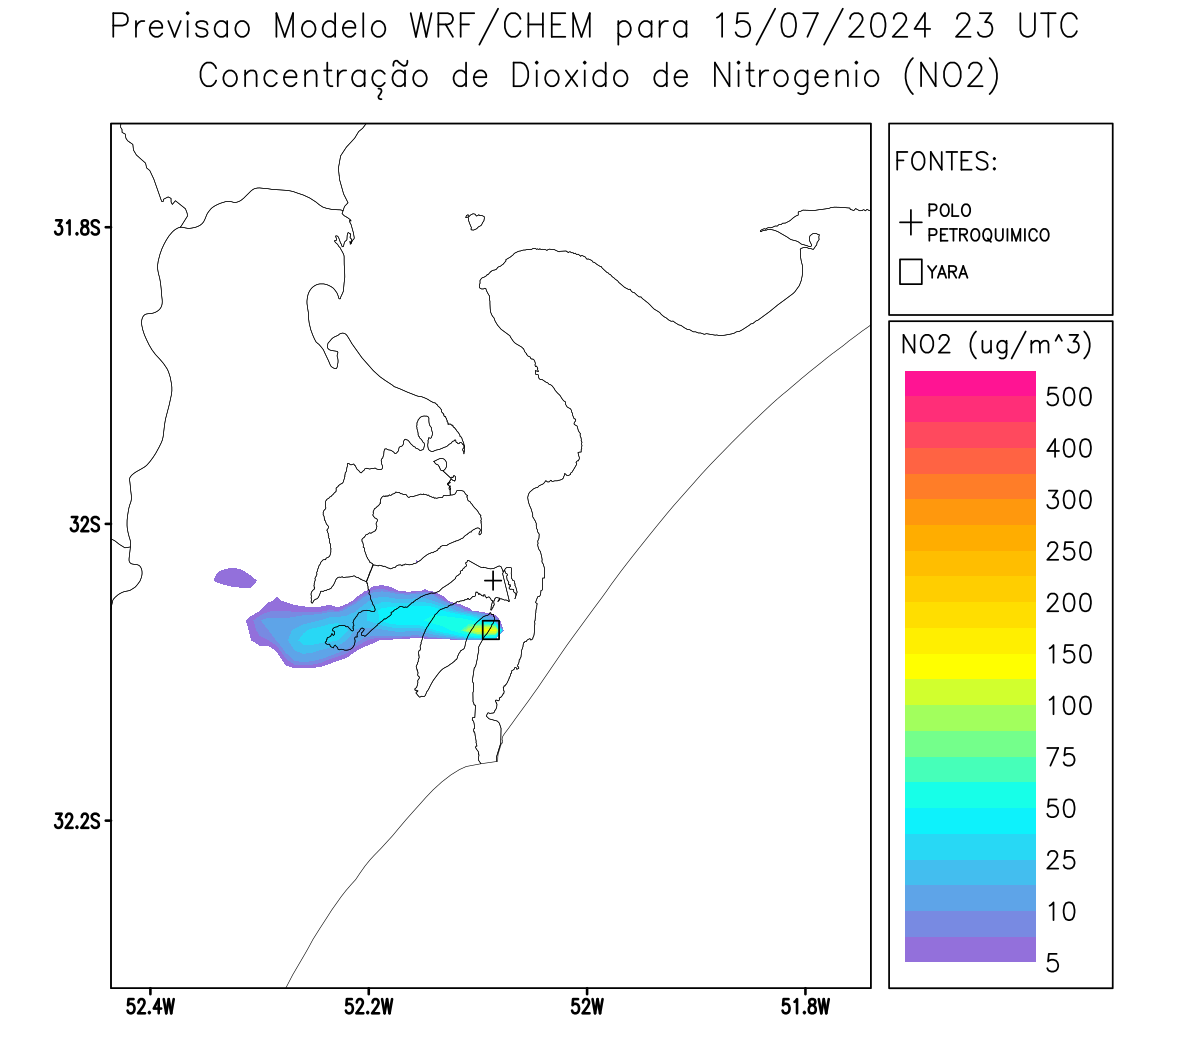 Previsao Modelo WRF/CHEM para 15/07/2024 23 UTC
Concentração de Dioxido de Nitrogenio (NO2)
FONTES:
POLO
PETROQUIMICO
YARA
NO2 (ug/m^3)
500
400
300
250
200
150
100
75
50
25
10
5
31.8S
32S
32.2S
52.4W
52.2W
52W
51.8W